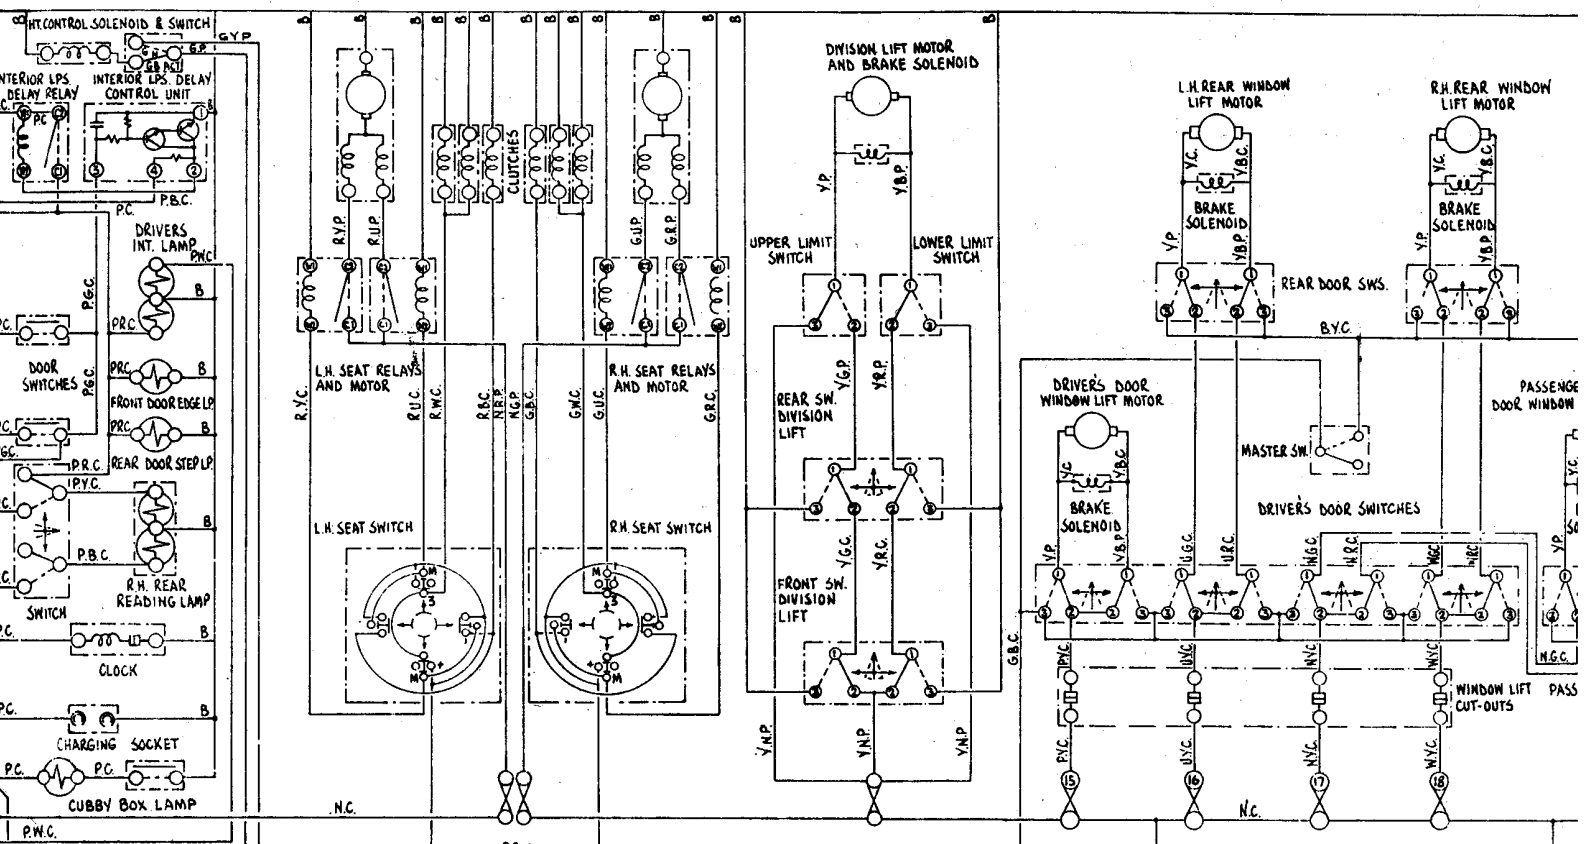 HT.CONTROL SOLENOID & SWITCH
G.Y.P
G.P.
INTERIOR LPS.
DELAY RELAY
INTERIOR LPS. DELAY
CONTROL UNIT
P.C
B
P.B.C.
P.C.
DRIVERS
INT. LAMP
P.W.C
B
P.G.C.
P.R.C.
DOOR
SWITCHES
P.G.C.
P.R.C.
B
FRONT DOOR EDGE LP.
P.R.C.
B
REAR DOOR STEP LP.
P.R.C.
P.Y.C.
P.B.C.
B
R.H. REAR
READING LAMP
SWITCH
P.C.
B
CLOCK
P.C.
B
CHARGING SOCKET
P.C.
P.C.
CUBBY BOX LAMP
P.W.C.
N.C.
B
B
B
B
B
B
B
B
B
B
B
B
CLUTCHES
R.Y.P.
R.U.P.
G.U.P.
G.R.P.
L.H. SEAT RELAYS
AND MOTOR
R.H. SEAT RELAYS
AND MOTOR
R.Y.C.
R.U.C.
R.W.C.
R.B.C.
N.R.P.
N.G.P.
G.B.C.
G.W.C.
G.U.C.
G.R.C.
L.H. SEAT SWITCH
R.H. SEAT SWITCH
DIVISION LIFT MOTOR
AND BRAKE SOLENOID
Y.P.
Y.B.P.
UPPER LIMIT
SWITCH
LOWER LIMIT
SWITCH
Y.G.P.
Y.R.P.
REAR SW.
DIVISION
LIFT
Y.G.C.
Y.R.C.
FRONT SW.
DIVISION
LIFT
Y.N.P.
Y.N.P.
Y.N.P
L.H. REAR WINDOW
LIFT MOTOR
Y.C.
Y.B.C.
BRAKE
SOLENOID
Y.P.
Y.B.P.
R.H. REAR WINDOW
LIFT MOTOR
Y.C.
Y.B.C.
BRAKE
SOLENOID
Y.P.
Y.B.P.
REAR DOOR SWS.
B.Y.C.
DRIVER'S DOOR
WINDOW LIFT MOTOR
Y.C
Y.B.C
BRAKE
SOLENOID
Y.P.
Y.B.P
MASTER SW.
DRIVER'S DOOR SWITCHES
U.G.C.
U.R.C.
N.G.C.
N.R.C.
W.G.C.
W.R.C.
PASSENGE
DOOR WINDOW
Y.C.
Y.P.
G.B.C.
P.Y.C.
U.Y.C.
N.Y.C.
W.Y.C.
N.G.C.
WINDOW LIFT
CUT-OUTS
PASS
P.Y.C.
U.Y.C.
N.Y.C.
W.Y.C.
15
16
17
18
N.C.